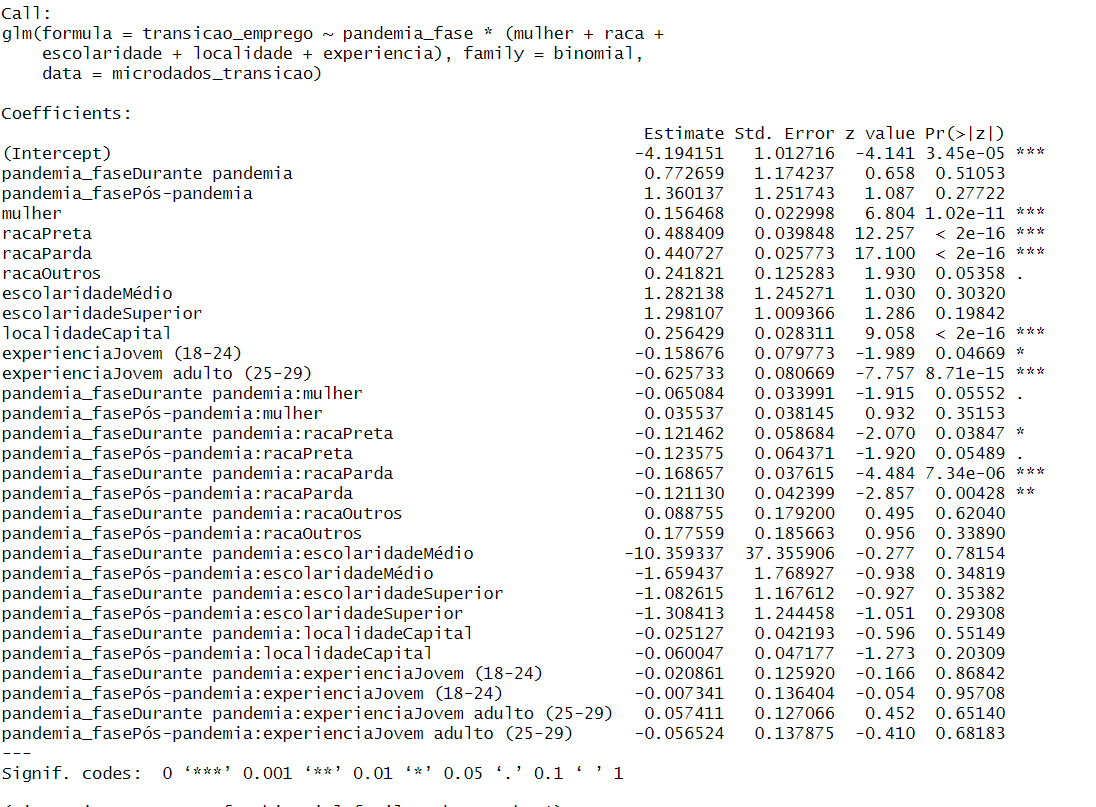 Call:
glm(formula = transicao_emprego ~ pandemia_fase * (mulher + raca +
    escolaridade + localidade + experiencia), family = binomial,
    data = microdados_transicao)
Coefficients:
Estimate Std. Error z value Pr(>|z|)
(Intercept) -4.194151 1.012716 -4.141 3.45e-05 ***
pandemia_faseDurante pandemia 0.772659 1.174237 0.658 0.51053
pandemia_fasePós-pandemia 1.360137 1.251743 1.087 0.27722
mulher 0.156468 0.022998 6.804 1.02e-11 ***
racaPreta 0.488409 0.039848 12.257 < 2e-16 ***
racaParda 0.440727 0.025773 17.100 < 2e-16 ***
racaOutros 0.241821 0.125283 1.930 0.05358 .
escolaridadeMédio 1.282138 1.245271 1.030 0.30320
escolaridadeSuperior 1.298107 1.009366 1.286 0.19842
localidadeCapital 0.256429 0.028311 9.058 < 2e-16 ***
experienciaJovem (18-24) -0.158676 0.079773 -1.989 0.04669 *
experienciaJovem adulto (25-29) -0.625733 0.080669 -7.757 8.71e-15 ***
pandemia_faseDurante pandemia:mulher -0.065084 0.033991 -1.915 0.05552 .
pandemia_fasePós-pandemia:mulher 0.035537 0.038145 0.932 0.35153
pandemia_faseDurante pandemia:racaPreta -0.121462 0.058684 -2.070 0.03847 *
pandemia_fasePós-pandemia:racaPreta -0.123575 0.064371 -1.920 0.05489 .
pandemia_faseDurante pandemia:racaParda -0.168657 0.037615 -4.484 7.34e-06 ***
pandemia_fasePós-pandemia:racaParda -0.121130 0.042399 -2.857 0.00428 **
pandemia_faseDurante pandemia:racaOutros 0.088755 0.179200 0.495 0.62040
pandemia_fasePós-pandemia:racaOutros 0.177559 0.185663 0.956 0.33890
pandemia_faseDurante pandemia:escolaridadeMédio -10.359337 37.355906 -0.277 0.78154
pandemia_fasePós-pandemia:escolaridadeMédio -1.659437 1.768927 -0.938 0.34819
pandemia_faseDurante pandemia:escolaridadeSuperior -1.082615 1.167612 -0.927 0.35382
pandemia_fasePós-pandemia:escolaridadeSuperior -1.308413 1.244458 -1.051 0.29308
pandemia_faseDurante pandemia:localidadeCapital -0.025127 0.042193 -0.596 0.55149
pandemia_fasePós-pandemia:localidadeCapital -0.060047 0.047177 -1.273 0.20309
pandemia_faseDurante pandemia:experienciaJovem (18-24) -0.020861 0.125920 -0.166 0.86842
pandemia_fasePós-pandemia:experienciaJovem (18-24) -0.007341 0.136404 -0.054 0.95708
pandemia_faseDurante pandemia:experienciaJovem adulto (25-29) 0.057411 0.127066 0.452 0.65140
pandemia_fasePós-pandemia:experienciaJovem adulto (25-29) -0.056524 0.137875 -0.410 0.68183
---
Signif. codes:  0 ‘***’ 0.001 ‘**’ 0.01 ‘*’ 0.05 ‘.’ 0.1 ‘ ’ 1